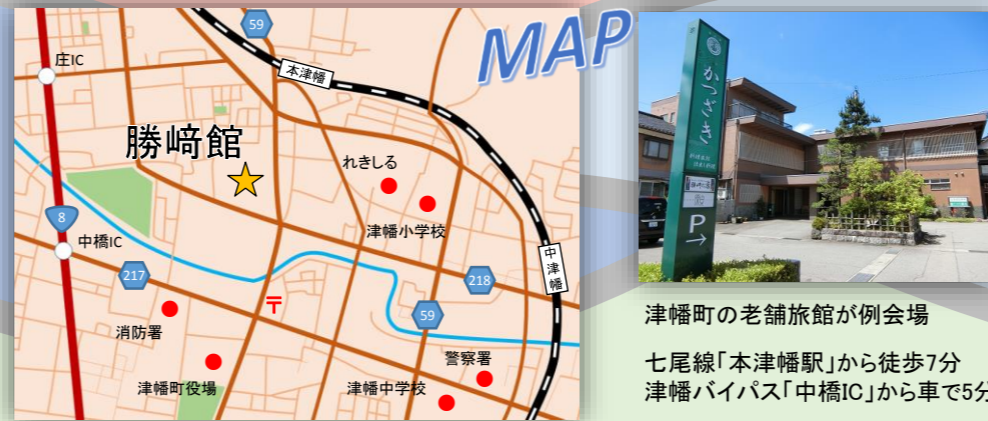 MAP
59
庄IC
本津幡
勝﨑館
れきしる
津幡小学校
8
中橋IC
217
〒
218
中津幡
59
消防署
津幡町役場
警察署
津幡中学校
かつざき
P
→
津幡町の老舗旅館が例会場
七尾線「本津幡駅」から徒歩7分
津幡バイパス「中橋IC」から車で5分